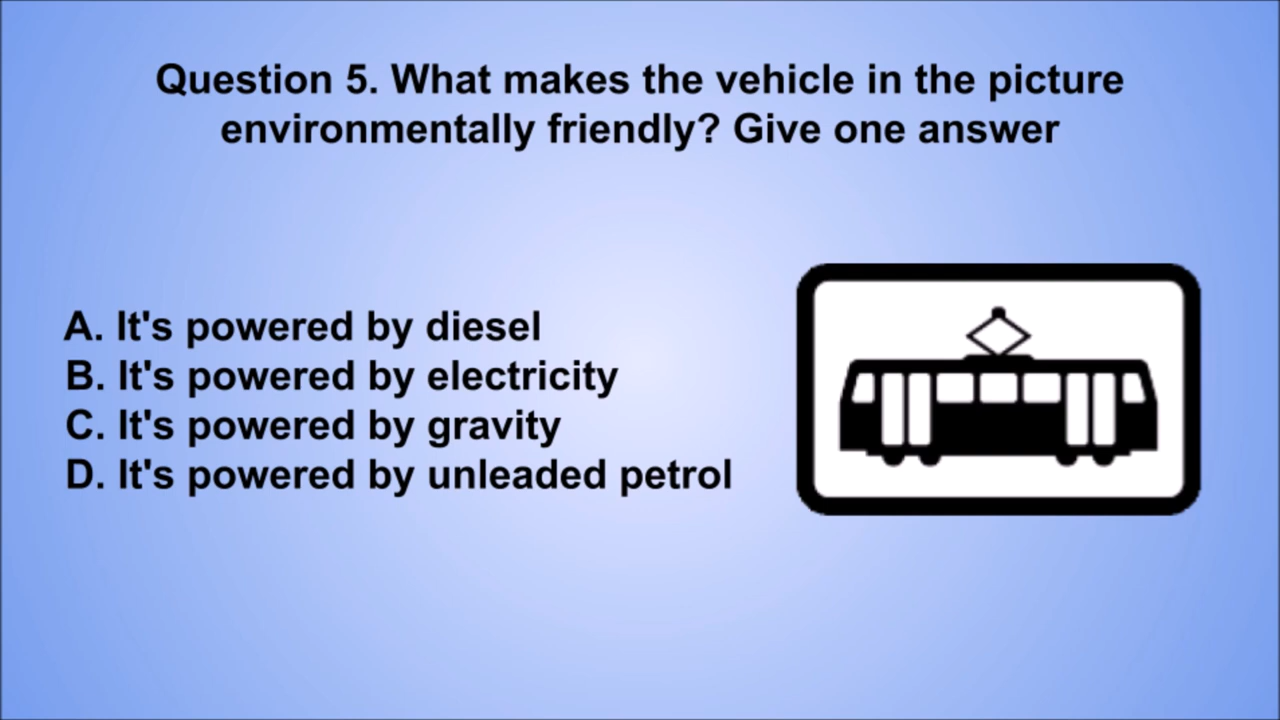 Question 5. What makes the vehicle in the picture
environmentally friendly? Give one answer
A. It's powered by diesel
B. It's powered by electricity
C. It's powered by gravity
D. It's powered by unleaded petrol